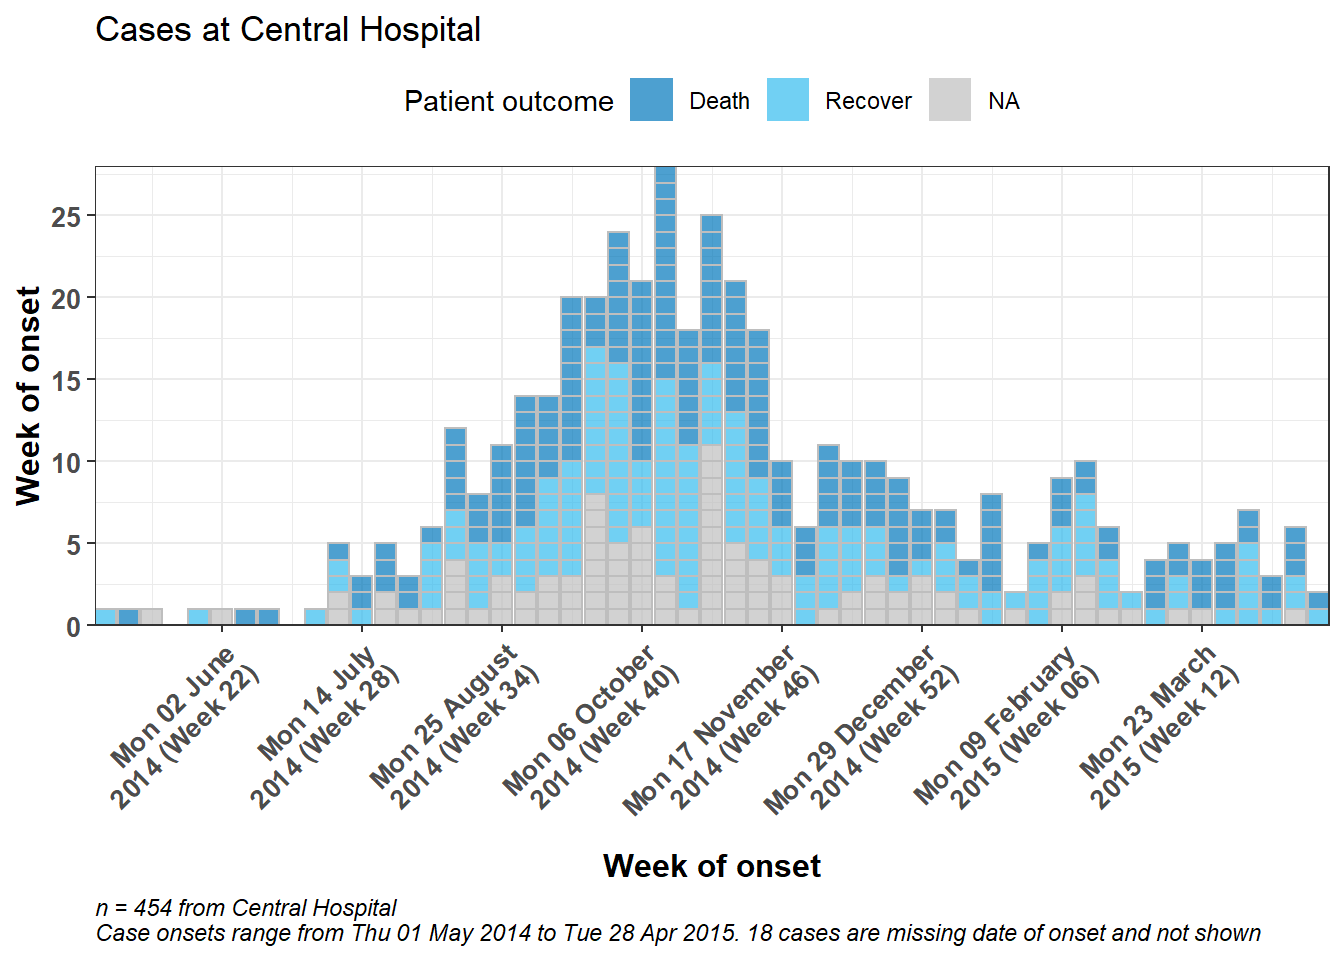 Cases at Central Hospital
Patient outcome Death Recover NA
Week of onset
25
20
15
10
5
0
Mon 02 June
2014 (Week 22)
Mon 14 July
2014 (Week 28)
Mon 25 August
2014 (Week 34)
Mon 06 October
2014 (Week 40)
Mon 17 November
2014 (Week 46)
Mon 29 December
2014 (Week 52)
Mon 09 February
2015 (Week 06)
Mon 23 March
2015 (Week 12)
Week of onset
n = 454 from Central Hospital
Case onsets range from Thu 01 May 2014 to Tue 28 Apr 2015. 18 cases are missing date of onset and not shown